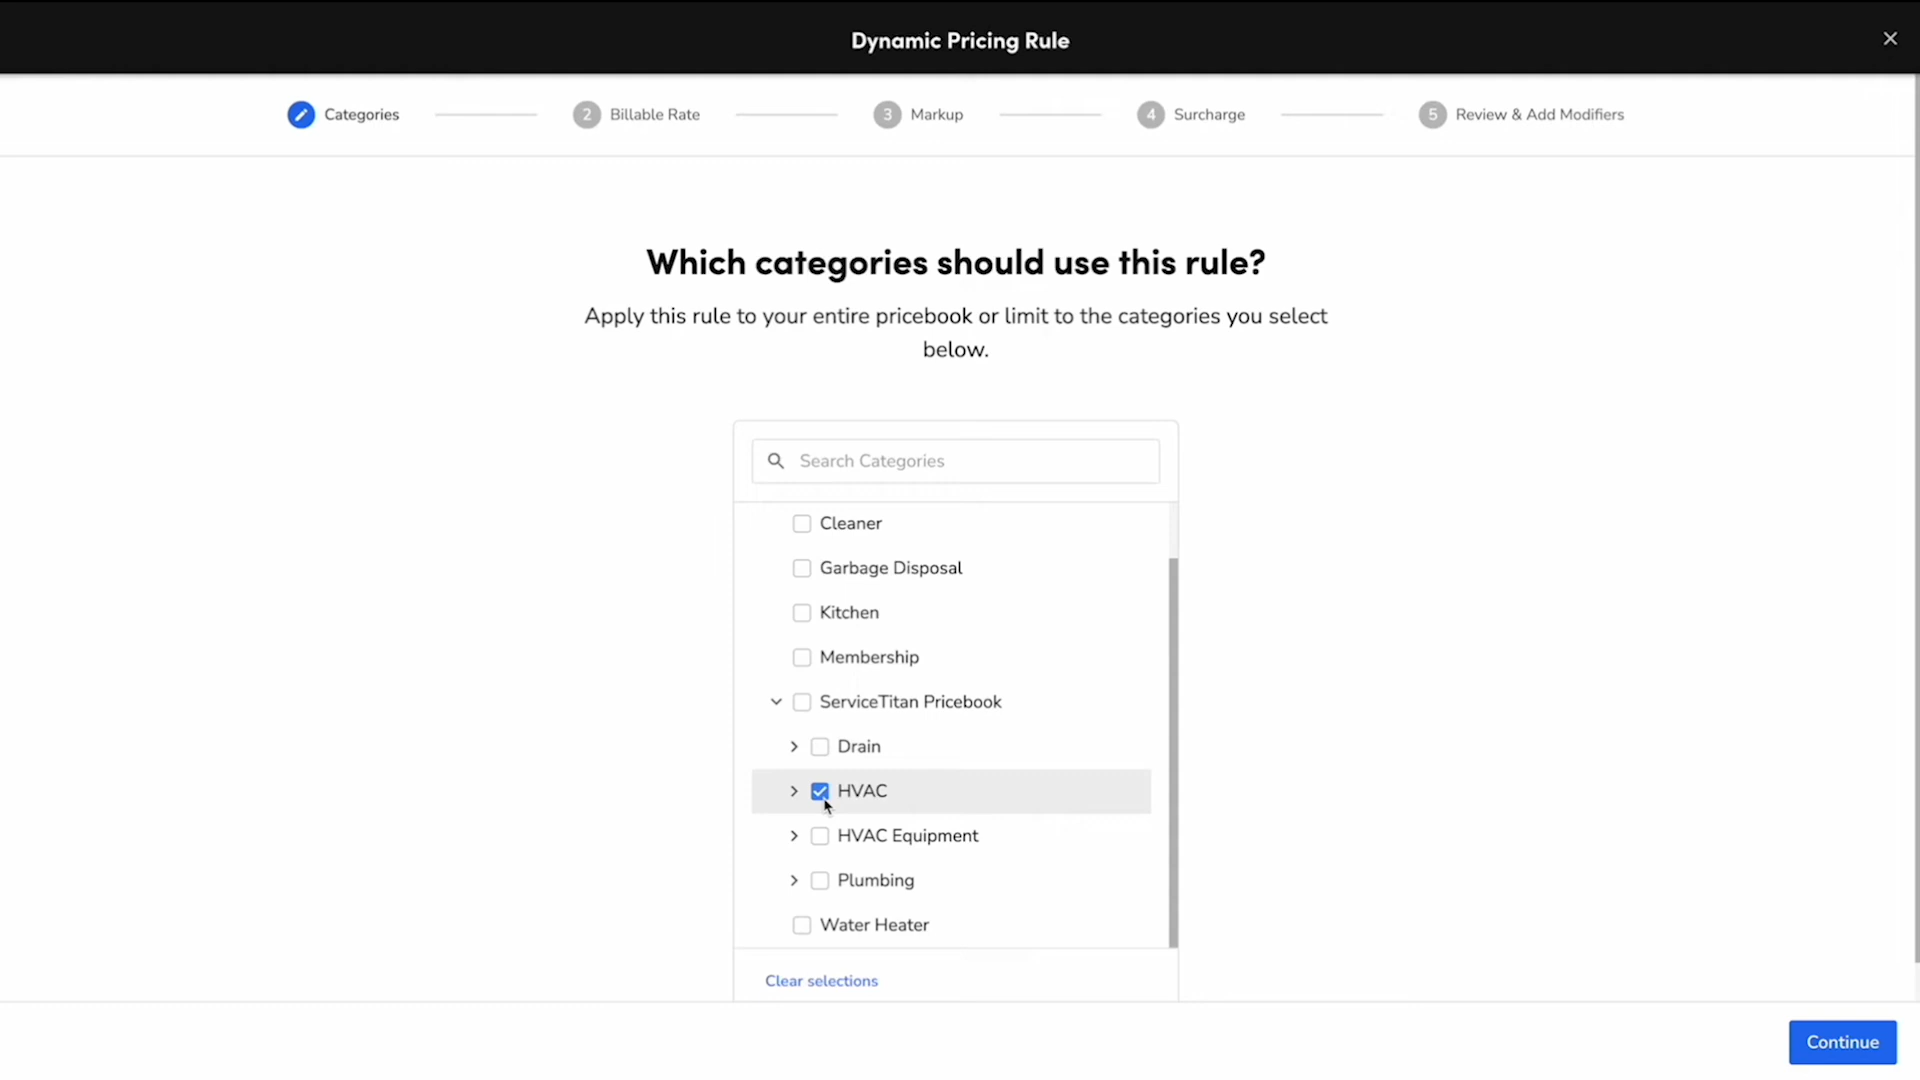 Dynamic Pricing Rule
Categories
2 Billable Rate
3 Markup
4 Surcharge
5 Review & Add Modifiers
Which categories should use this rule?
Apply this rule to your entire pricebook or limit to the categories you select
below.
Search Categories
Cleaner
Garbage Disposal
Kitchen
Membership
ServiceTitan Pricebook
Drain
HVAC
HVAC Equipment
Plumbing
Water Heater
Clear selections
Continue